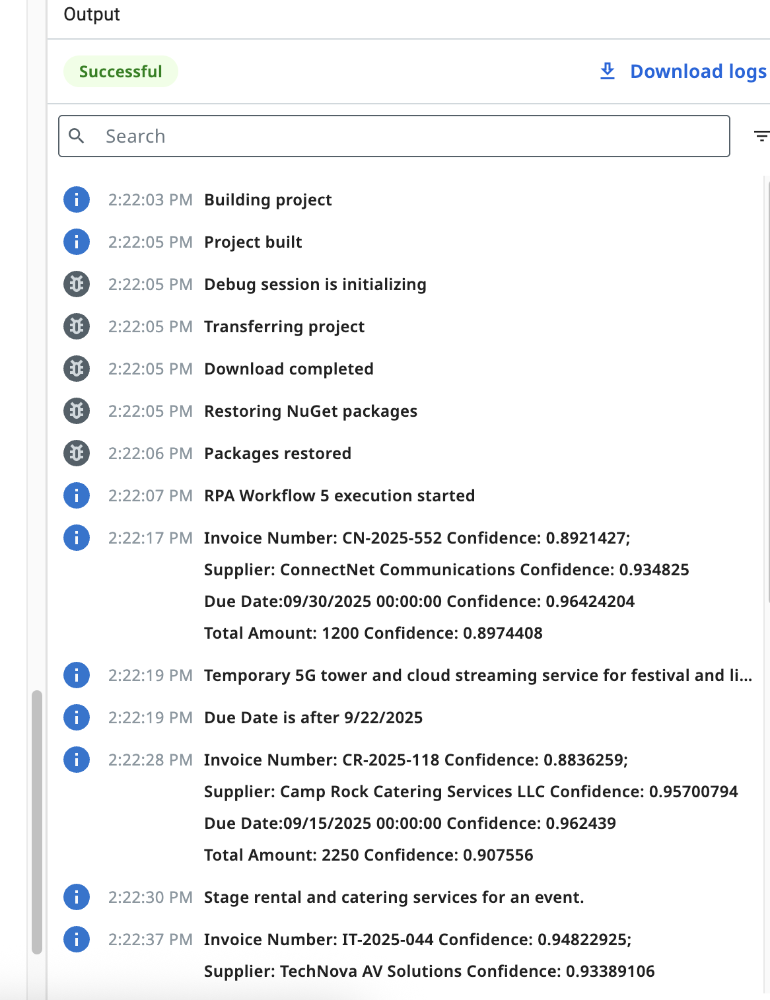 Output
Successful
Download logs
Search
2:22:03 PM Building project
2:22:05 PM Project built
2:22:05 PM Debug session is initializing
2:22:05 PM Transferring project
2:22:05 PM Download completed
2:22:05 PM Restoring NuGet packages
2:22:06 PM Packages restored
2:22:07 PM RPA Workflow 5 execution started
2:22:17 PM Invoice Number: CN-2025-552 Confidence: 0.8921427;
Supplier: ConnectNet Communications Confidence: 0.934825
Due Date:09/30/2025 00:00:00 Confidence: 0.96424204
Total Amount: 1200 Confidence: 0.8974408
2:22:19 PM Temporary 5G tower and cloud streaming service for festival and li...
2:22:19 PM Due Date is after 9/22/2025
2:22:28 PM Invoice Number: CR-2025-118 Confidence: 0.8836259;
Supplier: Camp Rock Catering Services LLC Confidence: 0.95700794
Due Date:09/15/2025 00:00:00 Confidence: 0.962439
Total Amount: 2250 Confidence: 0.907556
2:22:30 PM Stage rental and catering services for an event.
2:22:37 PM Invoice Number: IT-2025-044 Confidence: 0.94822925;
Supplier: TechNova AV Solutions Confidence: 0.93389106